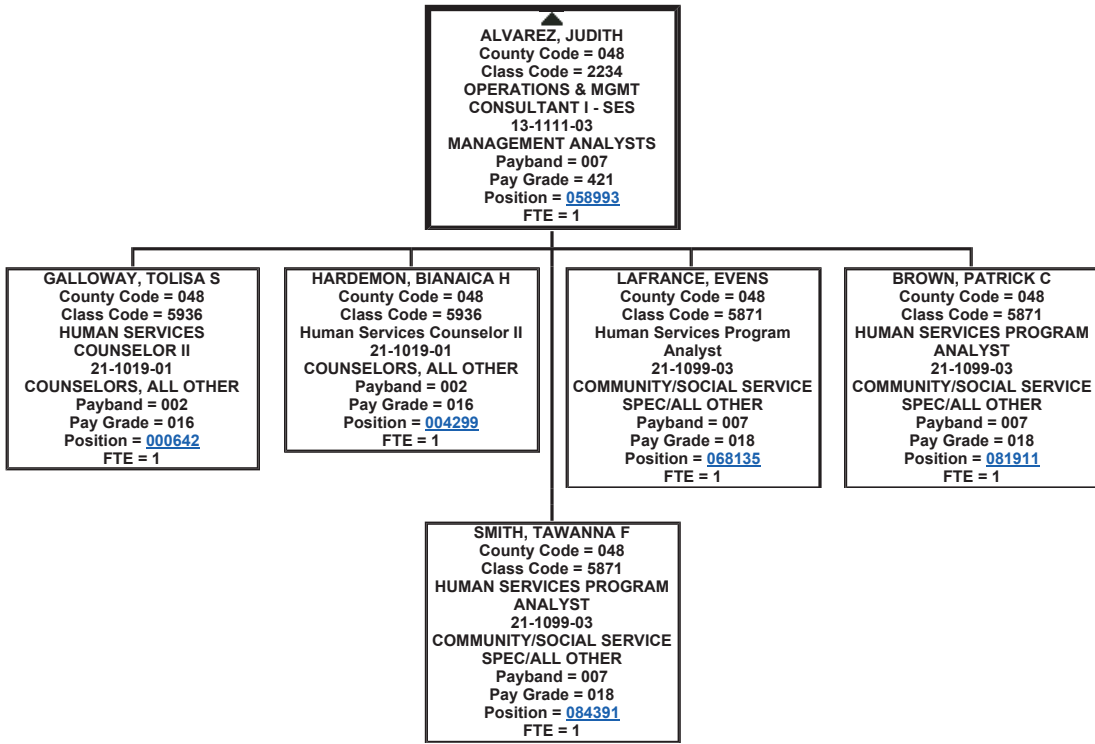 ALVAREZ, JUDITH
County Code = 048
Class Code = 2234
OPERATIONS & MGMT
CONSULTANT I - SES
13-1111-03
MANAGEMENT ANALYSTS
Payband = 007
Pay Grade = 421
Position = 058993
FTE = 1
GALLOWAY, TOLISA S
County Code = 048
Class Code = 5936
HUMAN SERVICES
COUNSELOR II
21-1019-01
COUNSELORS, ALL OTHER
Payband = 002
Pay Grade = 016
Position = 000642
FTE = 1
HARDEMON, BIANAICA H
County Code = 048
Class Code = 5936
Human Services Counselor II
21-1019-01
COUNSELORS, ALL OTHER
Payband = 002
Pay Grade = 016
Position = 004299
FTE = 1
LAFRANCE, EVENS
County Code = 048
Class Code = 5871
Human Services Program
Analyst
21-1099-03
COMMUNITY/SOCIAL SERVICE
SPEC/ALL OTHER
Payband = 007
Pay Grade = 018
Position = 068135
FTE = 1
BROWN, PATRICK C
County Code = 048
Class Code = 5871
HUMAN SERVICES PROGRAM
ANALYST
21-1099-03
COMMUNITY/SOCIAL SERVICE
SPEC/ALL OTHER
Payband = 007
Pay Grade = 018
Position = 081911
FTE = 1
SMITH, TAWANNA F
County Code = 048
Class Code = 5871
HUMAN SERVICES PROGRAM
ANALYST
21-1099-03
COMMUNITY/SOCIAL SERVICE
SPEC/ALL OTHER
Payband = 007
Pay Grade = 018
Position = 084391
FTE = 1